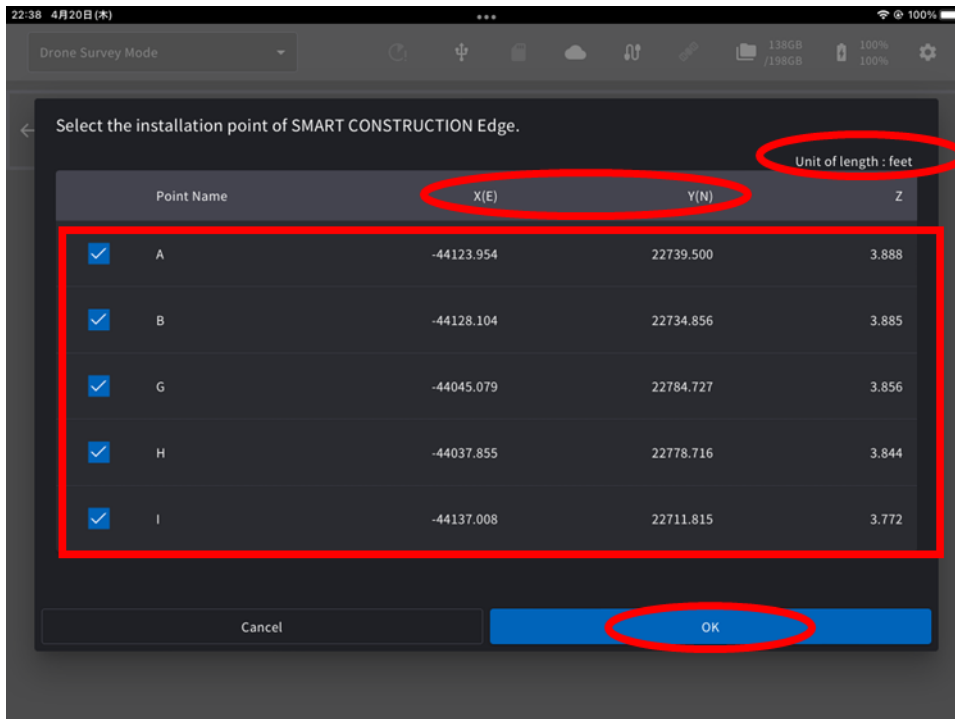 22:38 4月20日(木) 100%
Drone Survey Mode 138GB /198GB 100% 100%
Select the installation point of SMART CONSTRUCTION Edge.
Unit of length : feet
Point Name X(E) Y(N) Z
A -44123.954 22739.500 3.888
B -44128.104 22734.856 3.885
G -44045.079 22784.727 3.856
H -44037.855 22778.716 3.844
I -44137.008 22711.815 3.772
Cancel OK